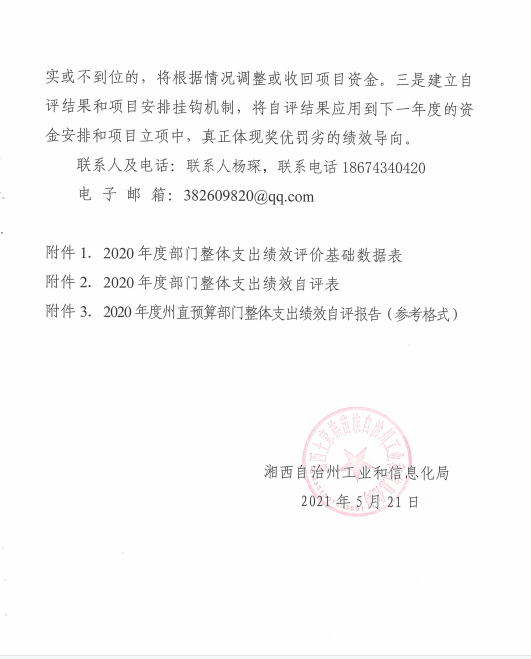 实或不到位的，将根据情况调整或收回项目资金。三是建立自
评结果和项目安排挂钩机制，将自评结果应用到下一年度的资
金安排和项目立项中，真正体现奖优罚劣的绩效导向。
联系人及电话：联系人杨琛，联系电话 18674340420
电 子 邮 箱：382609820@qq.com
附件 1．2020 年度部门整体支出绩效评价基础数据表
附件 2．2020 年度部门整体支出绩效自评表
附件 3．2020 年度州直预算部门整体支出绩效自评报告（参考格式）
湘西自治州工业和信息化局
2021 年 5 月 21 日